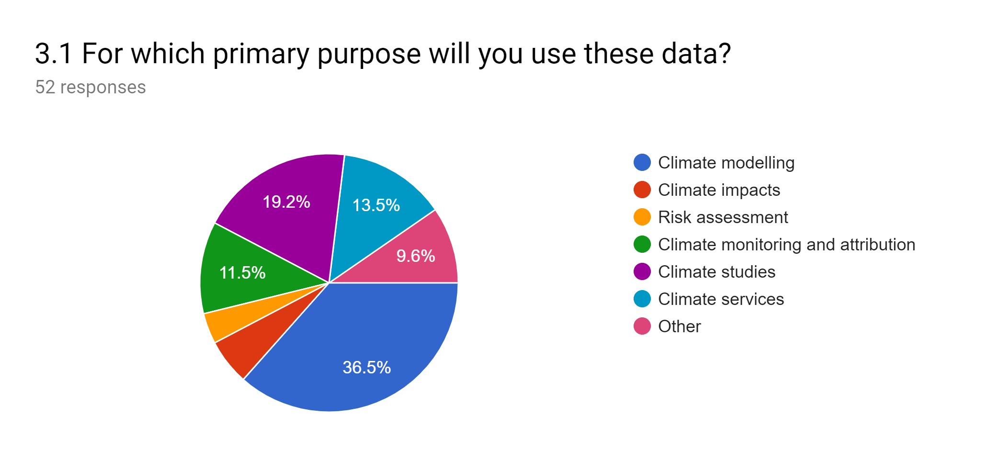 3.1 For which primary purpose will you use these data?
52 responses
19.2%
13.5%
9.6%
11.5%
36.5%
Climate modelling
Climate impacts
Risk assessment
Climate monitoring and attribution
Climate studies
Climate services
Other